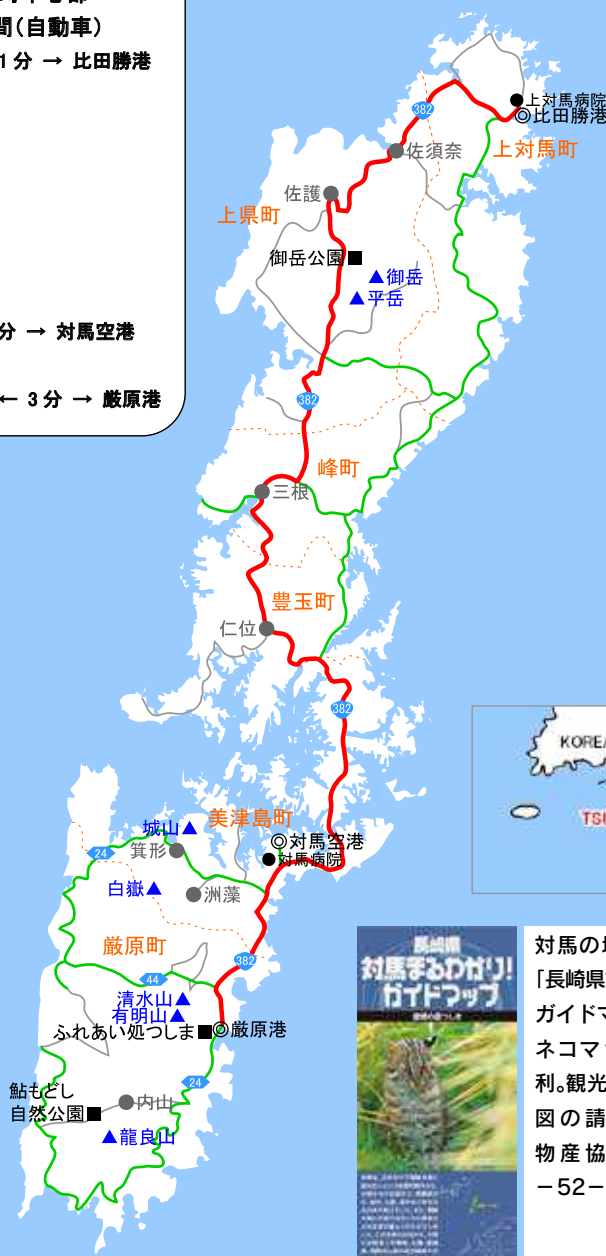 間(自動車)
1分 → 比田勝港
分 → 対馬空港
← 3分 → 厳原港
上対馬病院
比田勝港
382
上対馬町
佐須奈
佐護
上県町
御岳公園
御岳
平岳
382
峰町
三根
豊玉町
仁位
382
KOREA
TSU
美津島町
城山
対馬空港
箕形
対馬病院
24
白嶽
洲藻
厳原町
382
44
清水山
有明山
ふれあい処つしま
厳原港
24
鮎もどし
自然公園
内山
龍良山
長崎県
対馬まるわかり!
ガイドマップ
対馬の
「長崎県
ガイドマ
ネコマ
利。観光
図の請
物産協
-52-